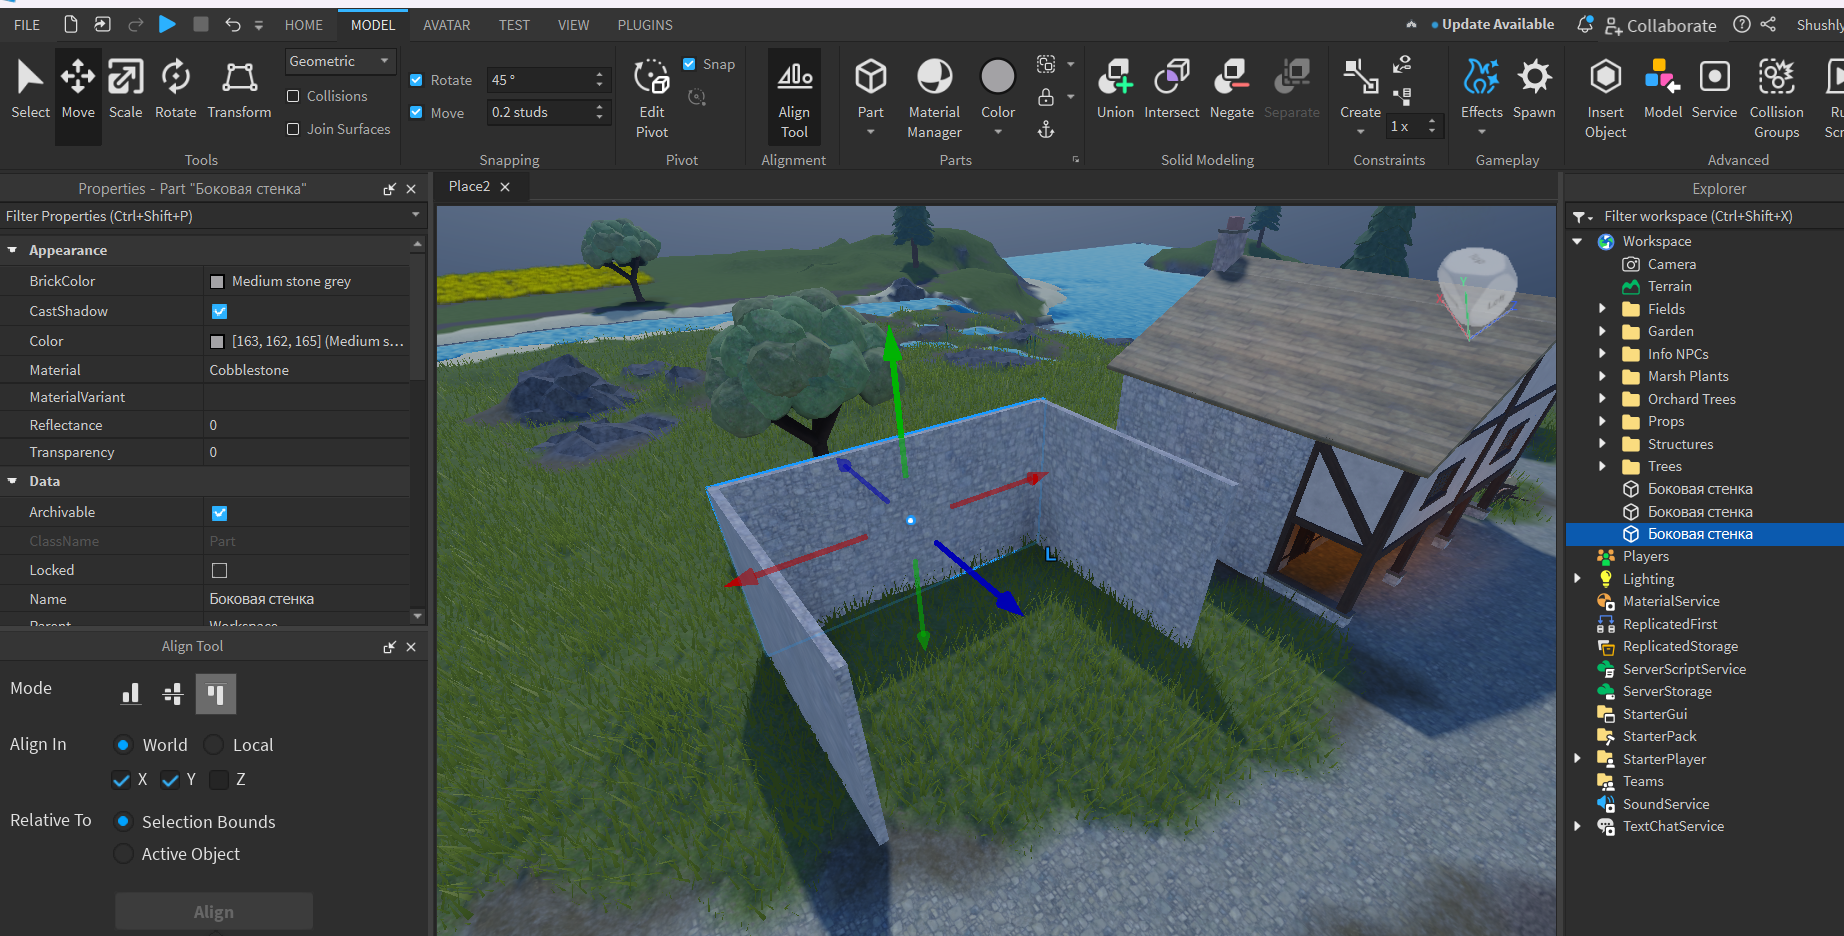 FILE
HOME
MODEL
AVATAR
TEST
VIEW
PLUGINS
Update Available
Collaborate
Shushly
Select
Move
Scale
Rotate
Transform
Geometric
Collisions
Join Surfaces
Tools
Rotate
45 °
Move
0.2 studs
Snapping
Edit
Pivot
Snap
Pivot
Align
Tool
Alignment
Part
Material
Manager
Color
Parts
Union
Intersect
Negate
Separate
Solid Modeling
Create
1 x
Constraints
Effects
Spawn
Gameplay
Insert
Object
Model
Service
Collision
Groups
Ru
Scr
Advanced
Properties - Part "Боковая стенка"
Filter Properties (Ctrl+Shift+P)
Appearance
BrickColor
Medium stone grey
CastShadow
Color
[163, 162, 165] (Medium s...
Material
Cobblestone
MaterialVariant
Reflectance
0
Transparency
0
Data
Archivable
ClassName
Part
Locked
Name
Боковая стенка
Parent
Workspace
Align Tool
Mode
Align In
World
Local
X
Y
Z
Relative To
Selection Bounds
Active Object
Align
Place2
Y
L
Explorer
Filter workspace (Ctrl+Shift+X)
Workspace
Camera
Terrain
Fields
Garden
Info NPCs
Marsh Plants
Orchard Trees
Props
Structures
Trees
Боковая стенка
Боковая стенка
Боковая стенка
Players
Lighting
MaterialService
ReplicatedFirst
ReplicatedStorage
ServerScriptService
ServerStorage
StarterGui
StarterPack
StarterPlayer
Teams
SoundService
TextChatService